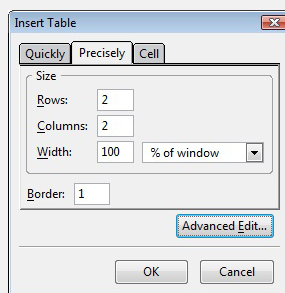 Insert Table
Quickly Precisely Cell
Size
Rows: 2
Columns: 2
Width: 100 % of window
Border: 1
Advanced Edit...
OK Cancel